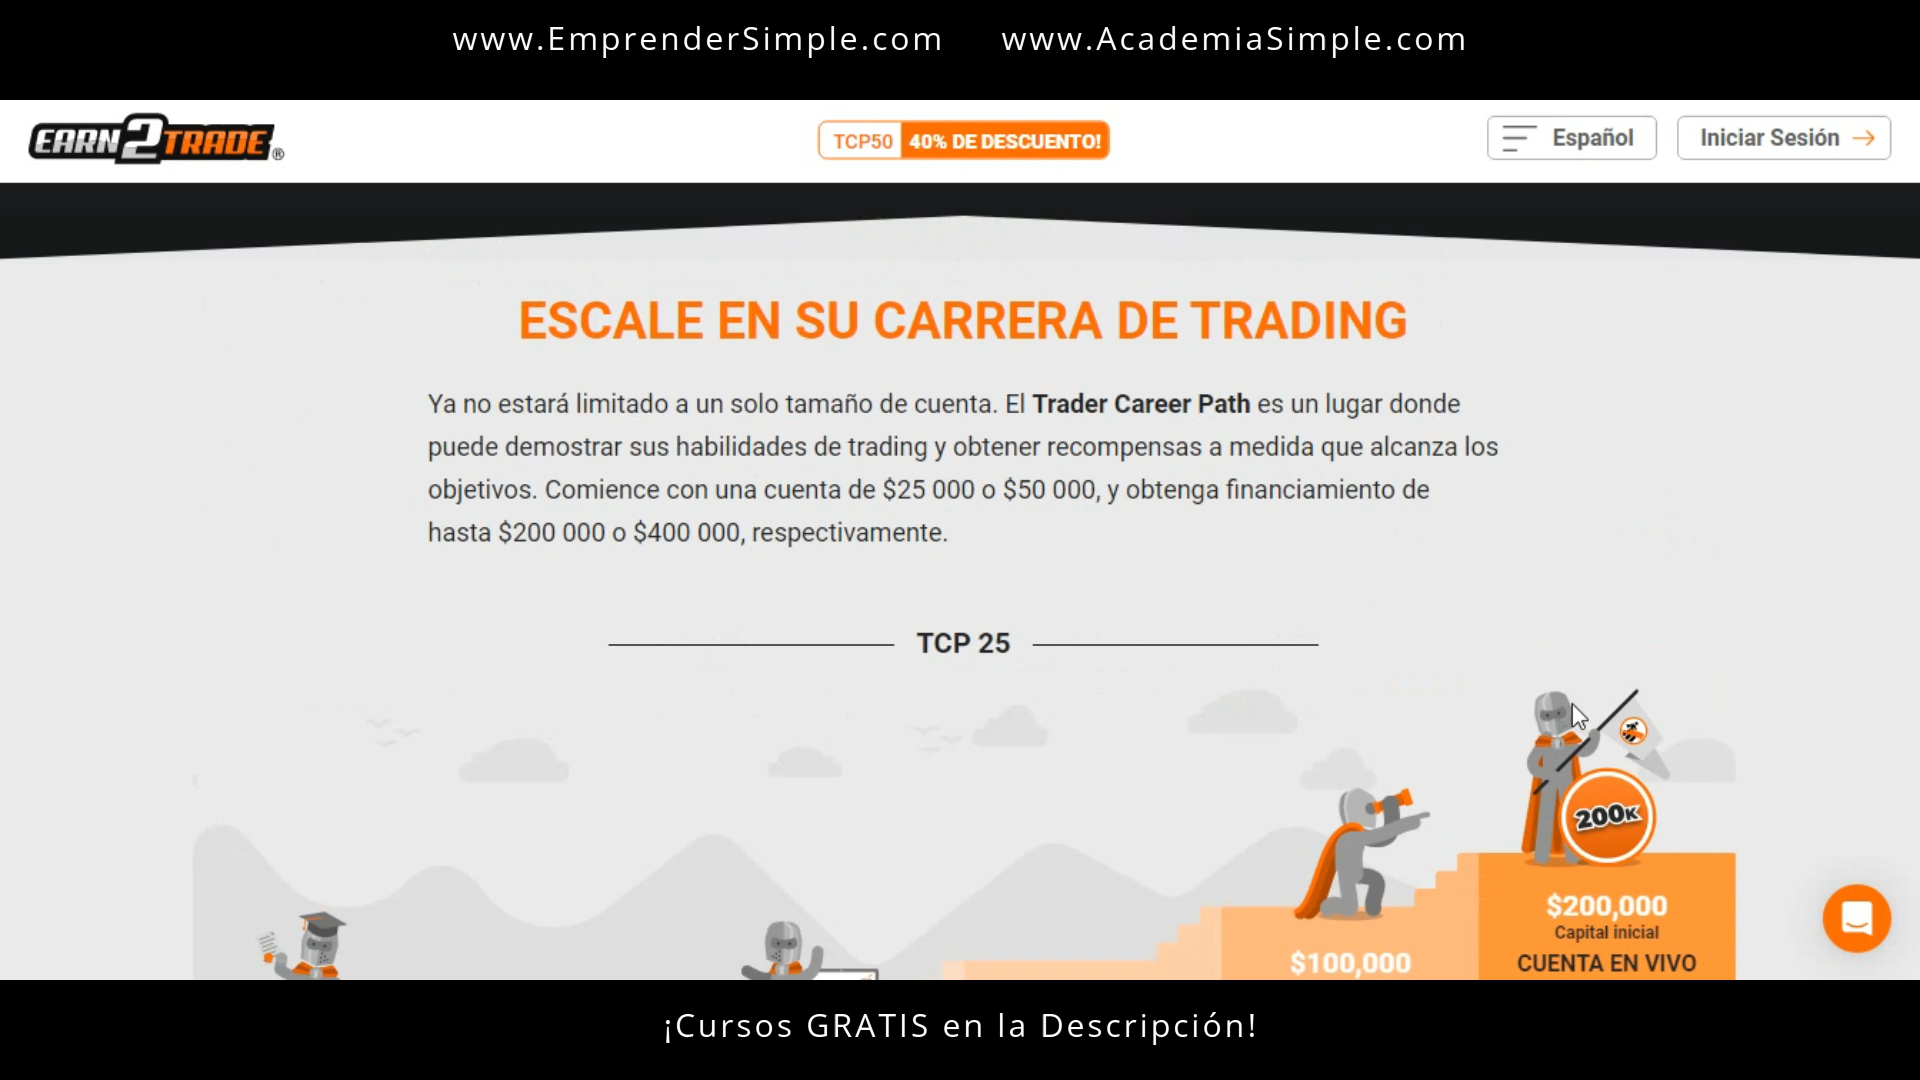 www.EmprenderSimple.com www.AcademiaSimple.com
EARN2TRADE®
TCP50 40% DE DESCUENTO!
Español
Iniciar Sesión
ESCALE EN SU CARRERA DE TRADING
Ya no estará limitado a un solo tamaño de cuenta. El Trader Career Path es un lugar donde
puede demostrar sus habilidades de trading y obtener recompensas a medida que alcanza los
objetivos. Comience con una cuenta de $25 000 o $50 000, y obtenga financiamiento de
hasta $200 000 o $400 000, respectivamente.
TCP 25
200K
$200,000
Capital inicial
CUENTA EN VIVO
$100,000
¡Cursos GRATIS en la Descripción!